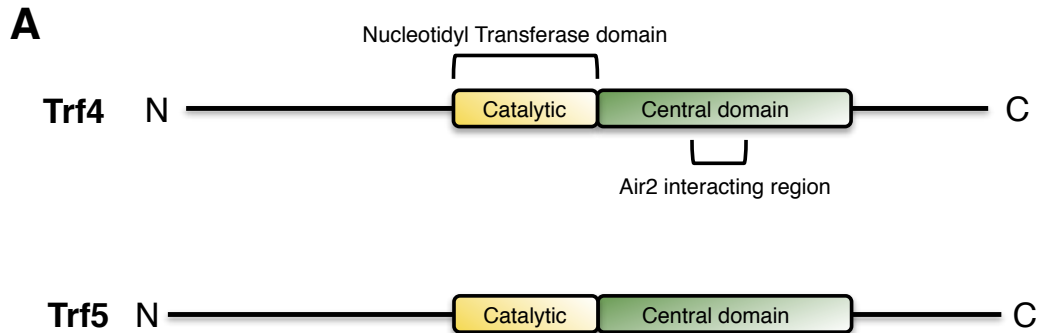 A
Nucleotidyl Transferase domain
Trf4 N Catalytic Central domain C
Air2 interacting region
Trf5 N Catalytic Central domain C